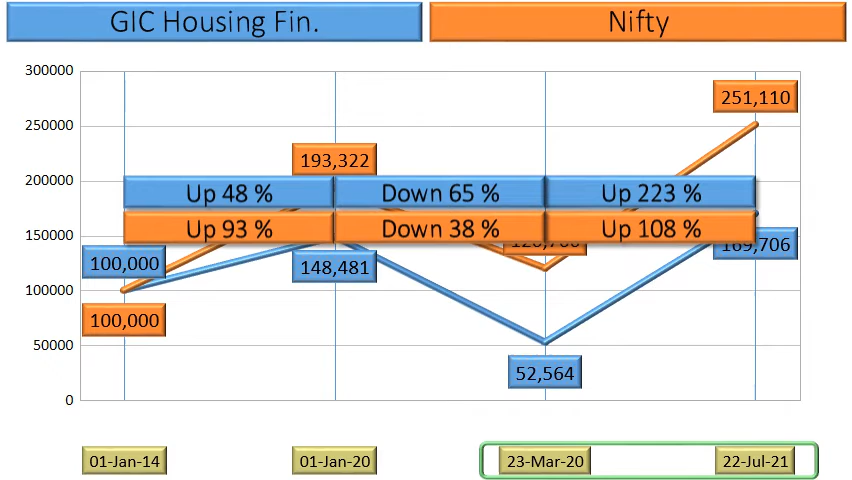 GIC Housing Fin.
Nifty
300000
251,110
250000
193,322
200000
Up 48 %
Down 65 %
Up 223 %
Up 93 %
Down 38 %
Up 108 %
150000
169,706
100,000
148,481
100000
100,000
50000
52,564
0
01-Jan-14
01-Jan-20
23-Mar-20
22-Jul-21